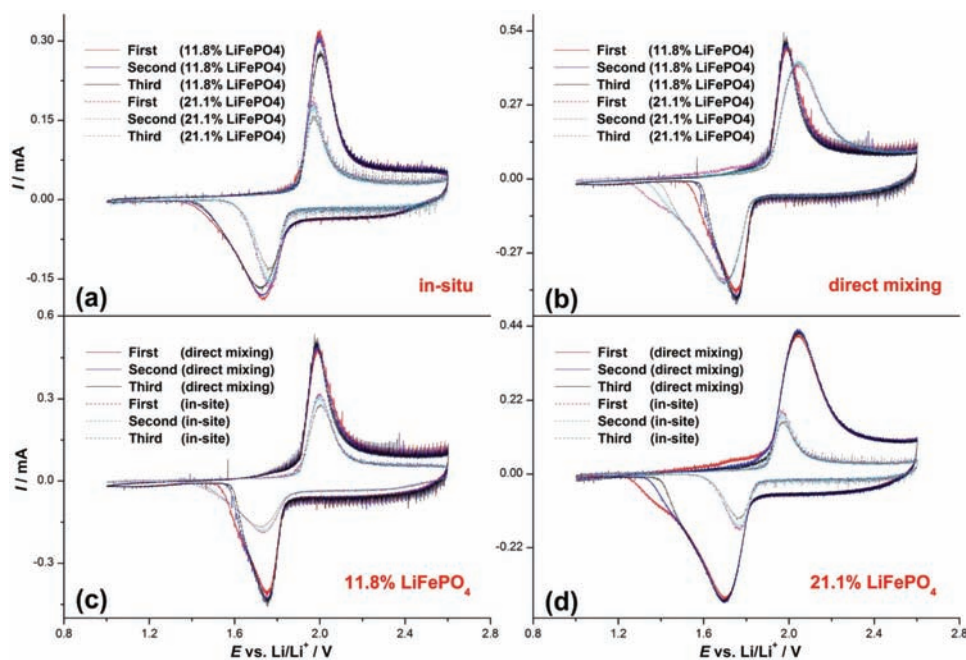 0.30
0.15
0.00
-0.15
I / mA
First (11.8% LiFePO4)
Second (11.8% LiFePO4)
Third (11.8% LiFePO4)
First (21.1% LiFePO4)
Second (21.1% LiFePO4)
Third (21.1% LiFePO4)
(a)
in-situ
0.54
0.27
0.00
-0.27
I / mA
First (11.8% LiFePO4)
Second (11.8% LiFePO4)
Third (11.8% LiFePO4)
First (21.1% LiFePO4)
Second (21.1% LiFePO4)
Third (21.1% LiFePO4)
(b)
direct mixing
0.6
0.3
0.0
-0.3
I / mA
First (direct mixing)
Second (direct mixing)
Third (direct mixing)
First (in-site)
Second (in-site)
Third (in-site)
(c)
11.8% LiFePO4
0.8 1.2 1.6 2.0 2.4 2.8
E vs. Li/Li+ / V
0.44
0.22
0.00
-0.22
I / mA
First (direct mixing)
Second (direct mixing)
Third (direct mixing)
First (in-site)
Second (in-site)
Third (in-site)
(d)
21.1% LiFePO4
1.2 1.6 2.0 2.4 2.8
E vs. Li/Li+ / V